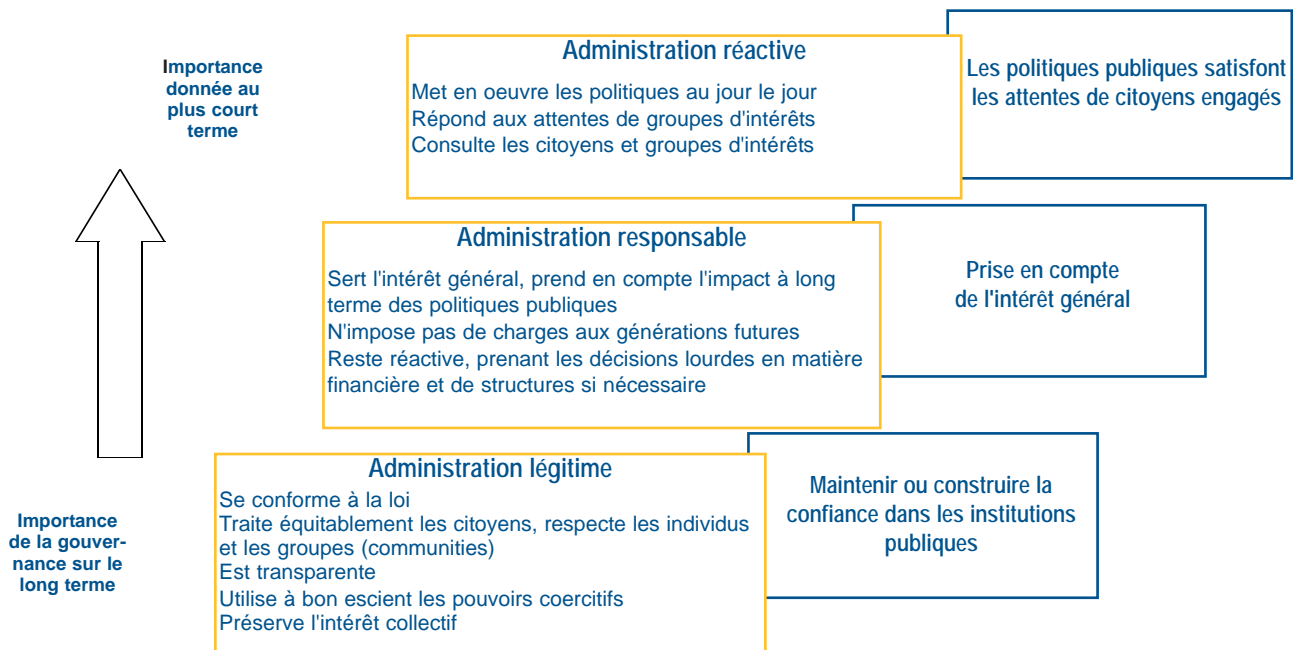 Importance
donnée au
plus court
terme
Administration réactive
Met en oeuvre les politiques au jour le jour
Répond aux attentes de groupes d'intérêts
Consulte les citoyens et groupes d'intérêts
Les politiques publiques satisfont
les attentes de citoyens engagés
Administration responsable
Sert l'intérêt général, prend en compte l'impact à long
terme des politiques publiques
N'impose pas de charges aux générations futures
Reste réactive, prenant les décisions lourdes en matière
financière et de structures si nécessaire
Prise en compte
de l'intérêt général
Importance
de la gouver-
nance sur le
long terme
Administration légitime
Se conforme à la loi
Traite équitablement les citoyens, respecte les individus
et les groupes (communities)
Est transparente
Utilise à bon escient les pouvoirs coercitifs
Préserve l'intérêt collectif
Maintenir ou construire la
confiance dans les institutions
publiques